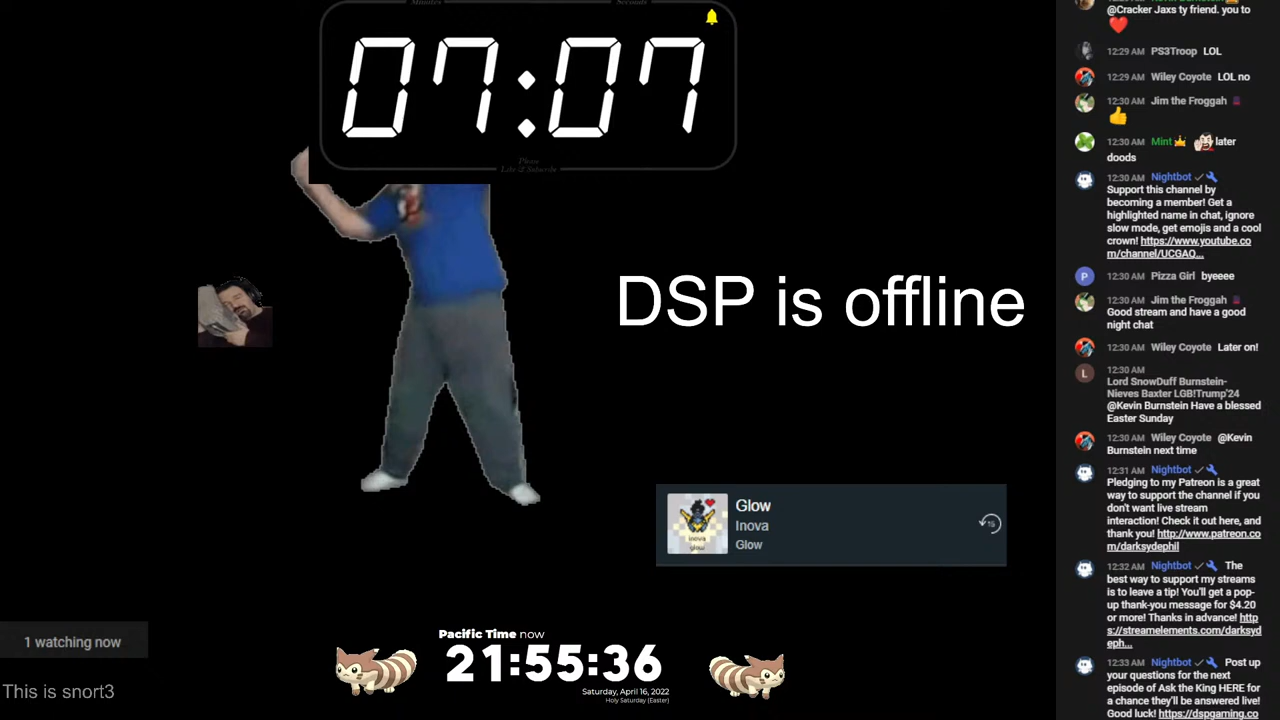 Minutes
Seconds
07:07
Please
Like & Subscribe
DSP is offline
Glow
Inova
Glow
15
inova
glow
1 watching now
This is snort3
Pacific Time now
21:55:36
Saturday, April 16, 2022
Holy Saturday (Easter)
@Cracker Jaxs ty friend. you to
12:29 AM PS3Troop LOL
12:29 AM Wiley Coyote LOL no
12:30 AM Jim the Froggah
12:30 AM Mint later
doods
12:30 AM Nightbot
Support this channel by
becoming a member! Get a
highlighted name in chat, ignore
slow mode, get emojis and a cool
crown! https://www.youtube.co
m/channel/UCGAQ...
P
12:30 AM Pizza Girl byeeee
12:30 AM Jim the Froggah
Good stream and have a good
night chat
12:30 AM Wiley Coyote Later on!
L
12:30 AM
Lord SnowDuff Burnstein-
Nieves Baxter LGB!Trump'24
@Kevin Burnstein Have a blessed
Easter Sunday
12:30 AM Wiley Coyote @Kevin
Burnstein next time
12:31 AM Nightbot
Pledging to my Patreon is a great
way to support the channel if you
don't want live stream
interaction! Check it out here, and
thank you! http://www.patreon.co
m/darksydephil
12:32 AM Nightbot The
best way to support my streams
is to leave a tip! You'll get a pop-
up thank-you message for $4.20
or more! Thanks in advance! http
s://streamelements.com/darksyd
eph...
12:33 AM Nightbot Post up
your questions for the next
episode of Ask the King HERE for
a chance they'll be answered live!
Good luck! https://dspgaming.co